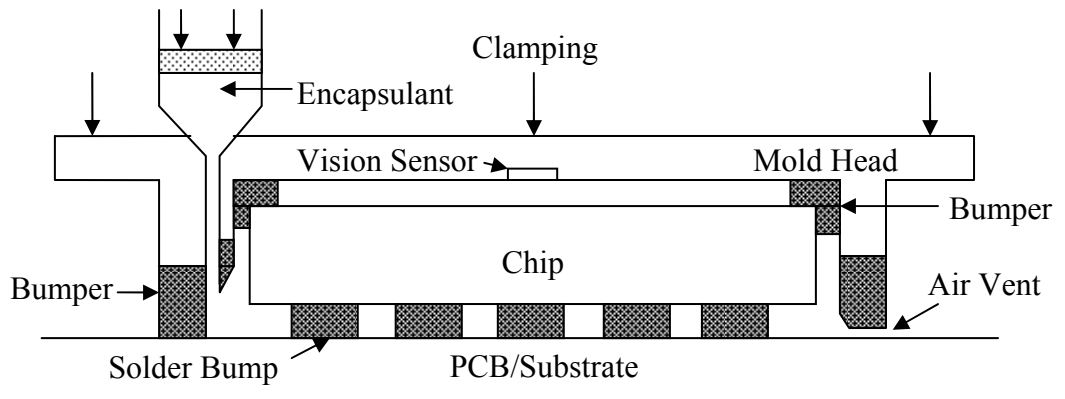 Clamping
Encapsulant
Vision Sensor
Mold Head
Bumper
Chip
Bumper
Air Vent
Solder Bump
PCB/Substrate